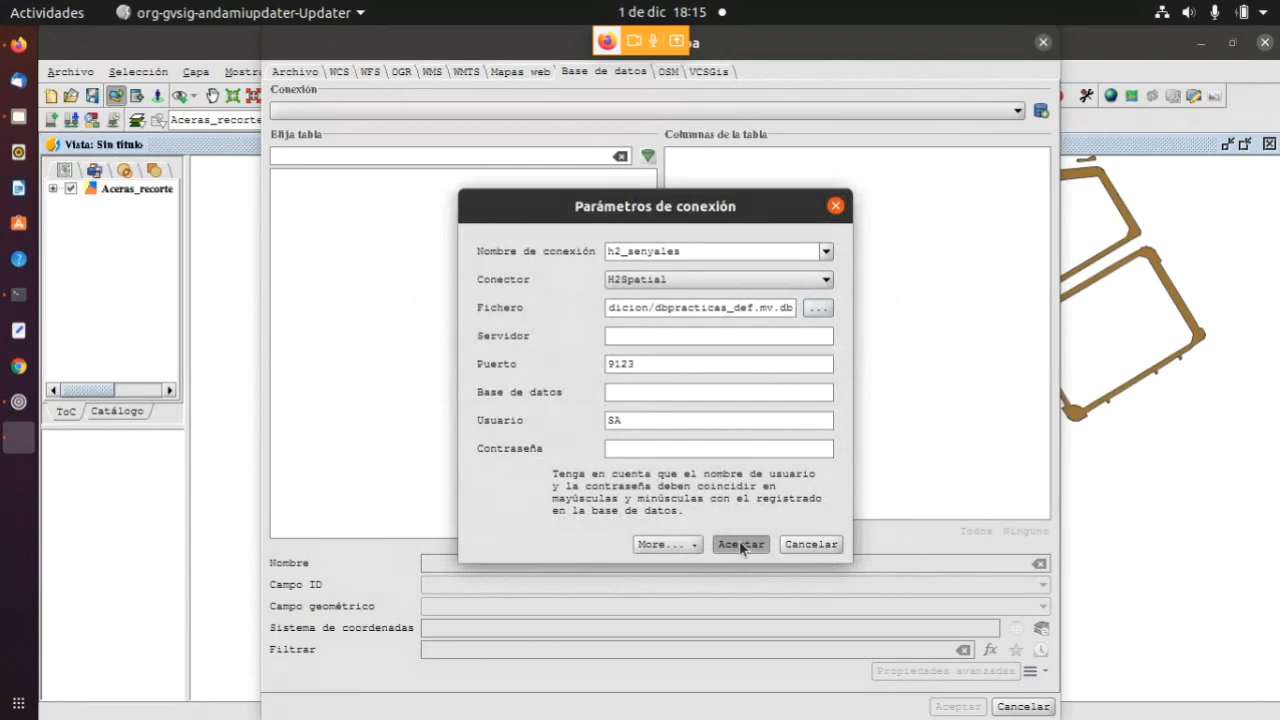 Actividades
org-gvsig-andamiupdater-Updater
1 de dic 18:15
Archivo Selección Capa Mostra
Archivo WCS WFS OGR WMS WMTS Mapas web Base de datos OSM VCSGis
Conexión
Aceras_recorte
Elija tabla
Columnas de la tabla
Vista: Sin título
Aceras_recorte
Parámetros de conexión
Nombre de conexión h2_senyales
Conector H2Spatial
Fichero dicion/dbpracticas_def.mv.db ...
Servidor
Puerto 9123
Base de datos
Usuario SA
Contraseña
Tenga en cuenta que el nombre de usuario
y la contraseña deben coincidir en
mayúsculas y minúsculas con el registrado
en la base de datos.
More... Aceptar Cancelar
ToC Catálogo
Todos Ninguno
Nombre
Campo ID
Campo geométrico
Sistema de coordenadas
Filtrar
fx
Propiedades avanzadas
Aceptar Cancelar